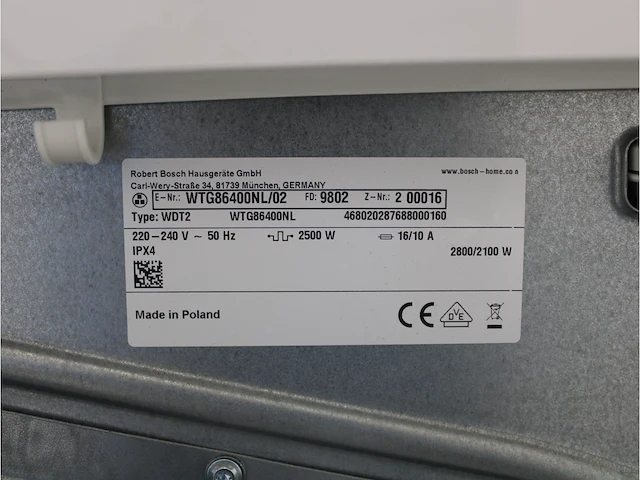 Robert Bosch Hausgeräte GmbH www.bosch-home.com
Carl-Wery-Straße 34, 81739 München, GERMANY
E-Nr.: WTG86400NL/02 FD: 9802 Z-Nr.: 2 00016
Type: WDT2 WTG86400NL 468020287688000160
220-240 V ~ 50 Hz 2500 W 16/10 A
IPX4 2800/2100 W
Made in Poland CE DVE